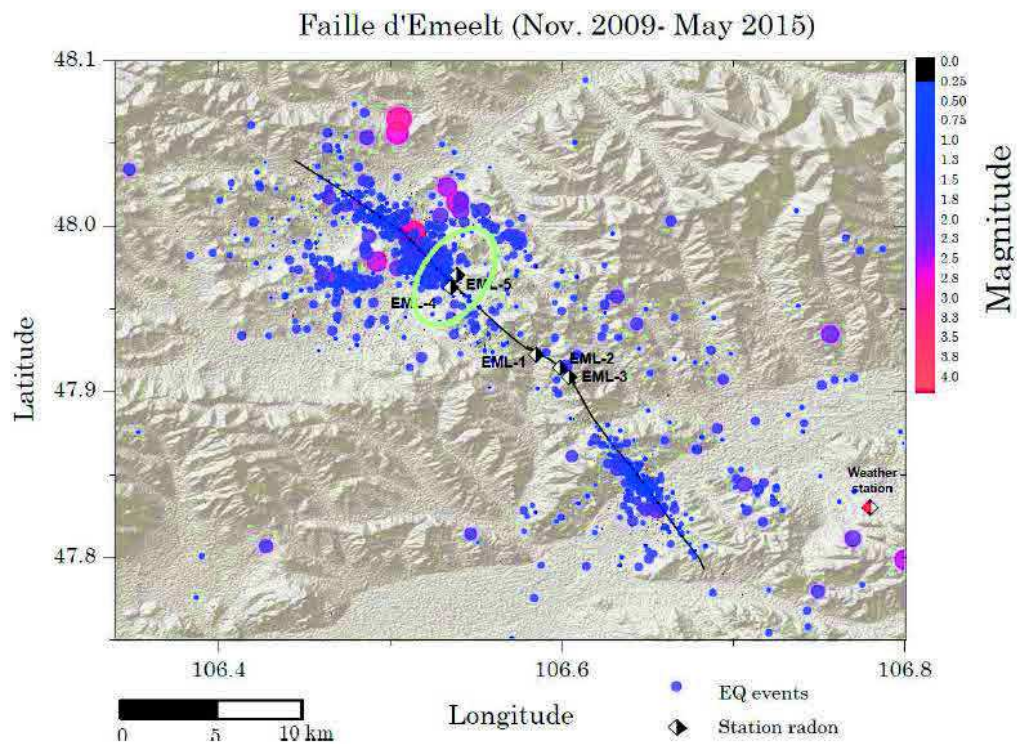 Faille d'Emeelt (Nov. 2009- May 2015)
48.1
48.0
47.9
47.8
Latitude
106.4
106.6
106.8
Longitude
EML-4
EML-5
EML-1
EML-2
EML-3
Weather
station
0.0
0.25
0.50
0.75
1.0
1.3
1.5
1.8
2.0
2.5
2.3
2.8
3.0
3.8
3.5
4.0
Magnitude
0
5
10 km
EQ events
Station radon